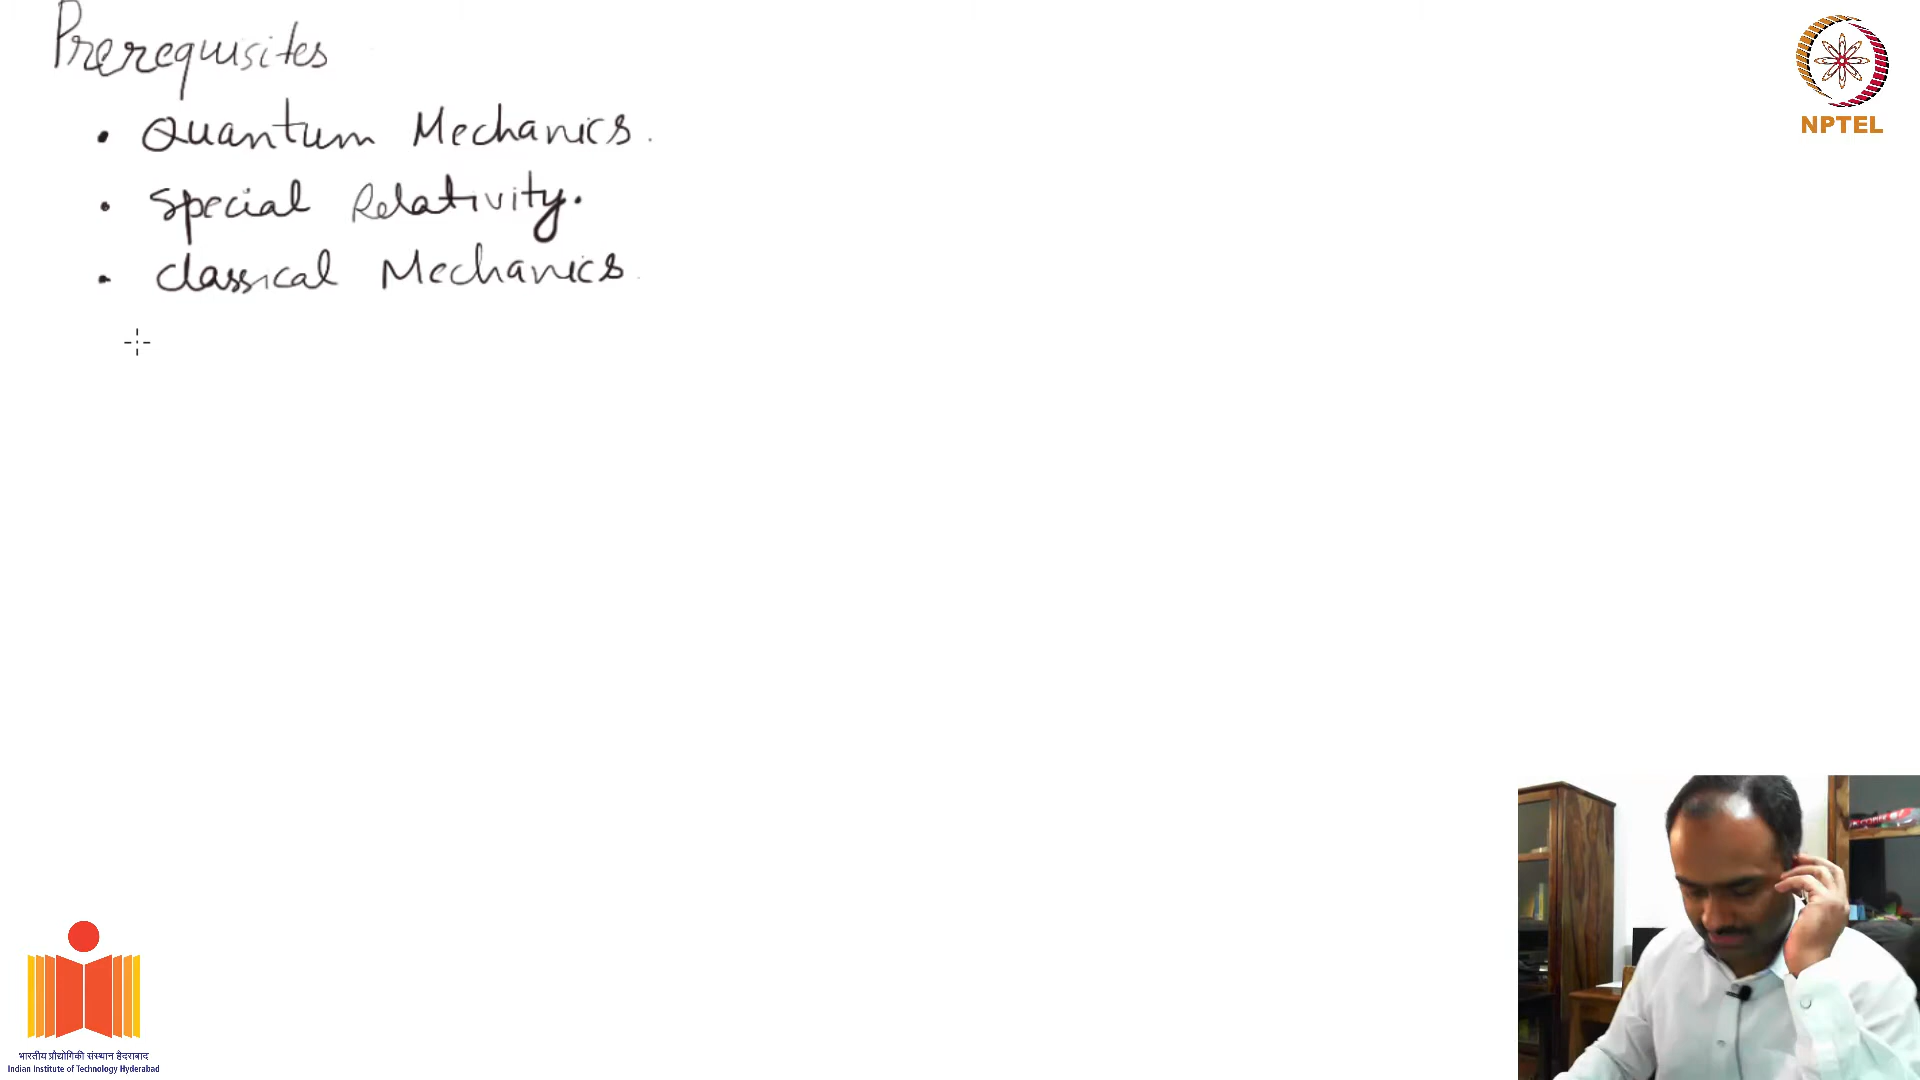 Prerequisites
• Quantum Mechanics.
• Special Relativity.
• Classical Mechanics.
NPTEL
भारतीय प्रौद्योगिकी संस्थान हैदराबाद
Indian Institute of Technology Hyderabad